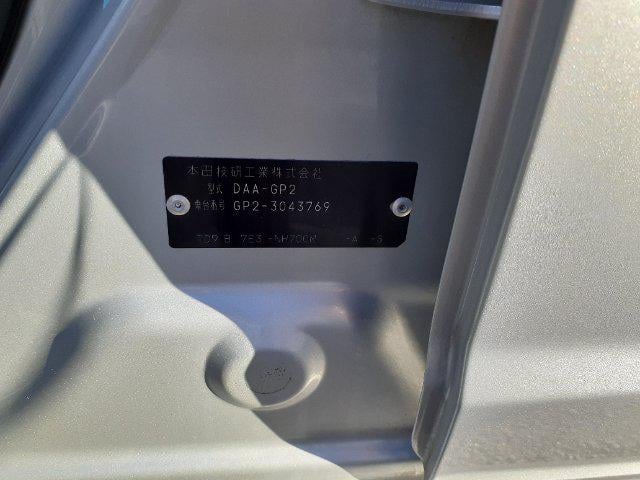 本田技研工業株式会社
型式 DAA-GP2
車台番号 GP2-3043769
-A -S